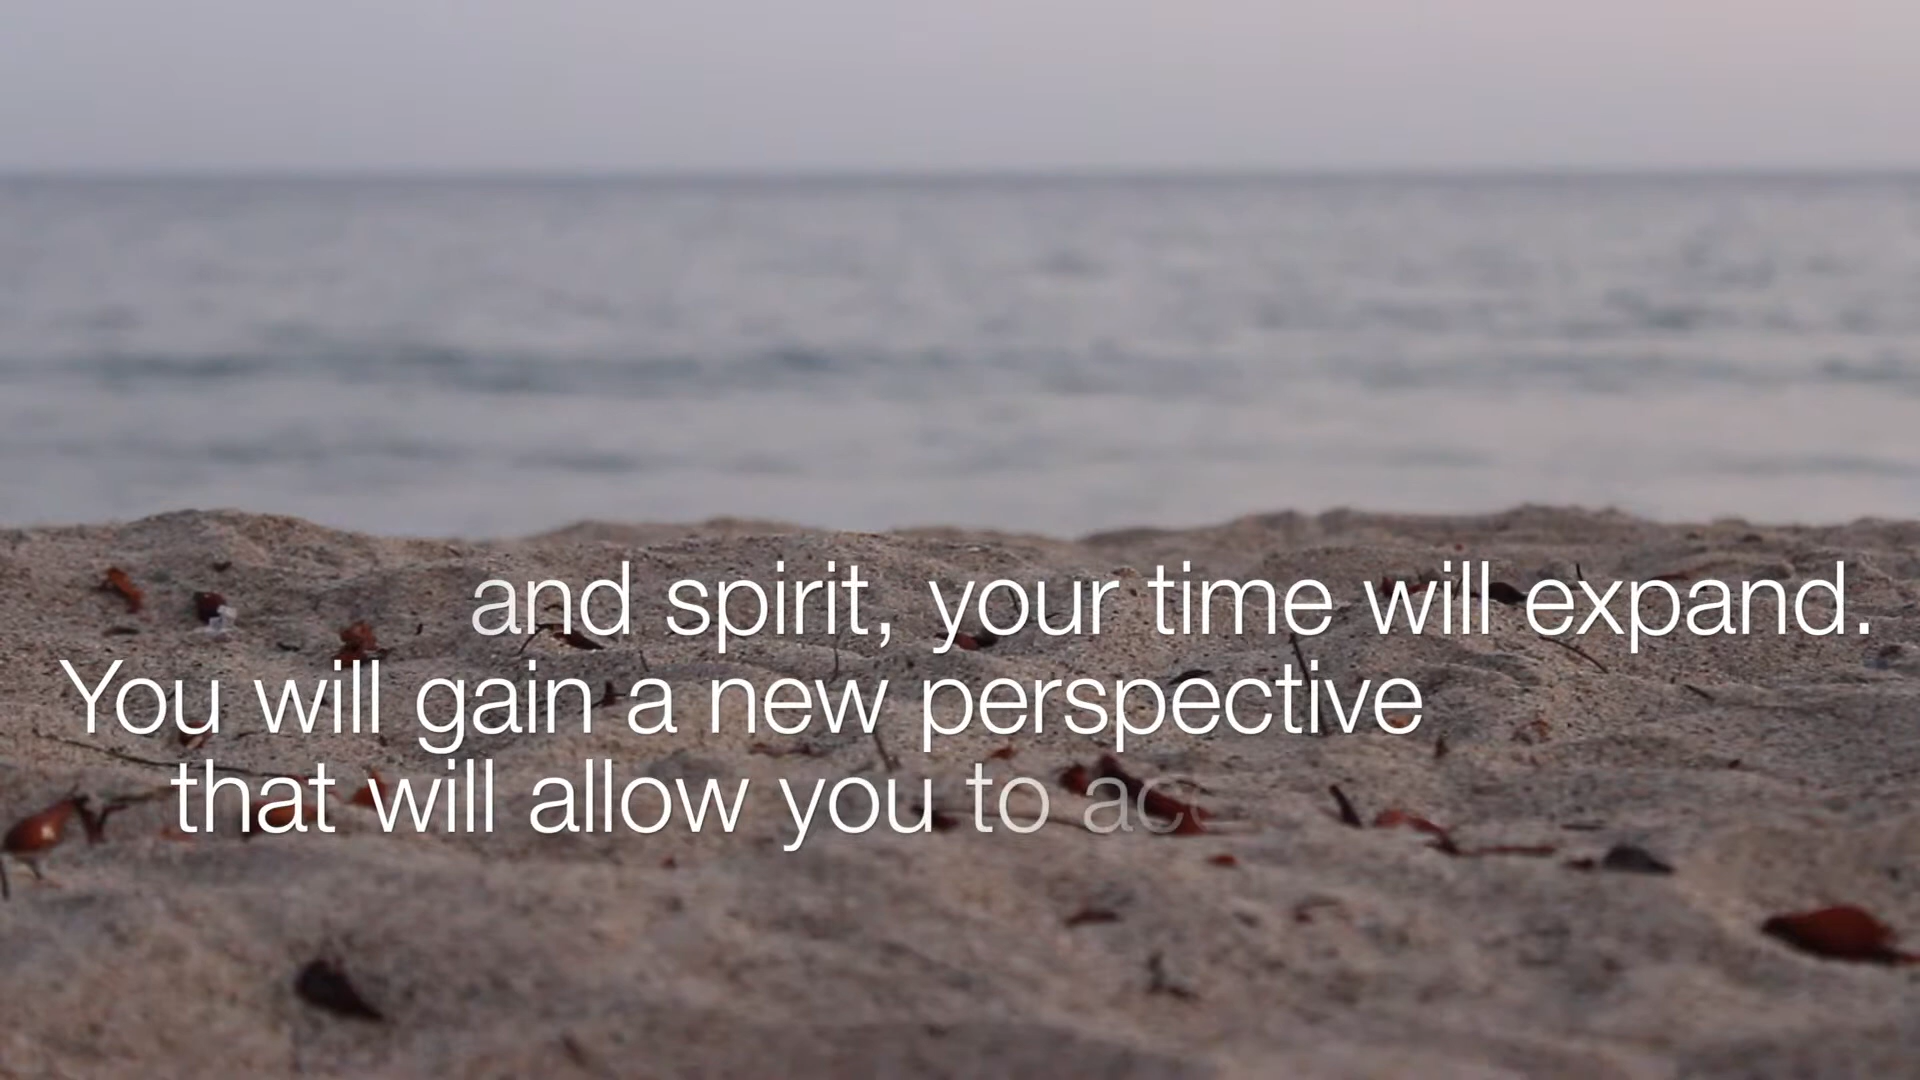 and spirit, your time will expand.
You will gain a new perspective
that will allow you to